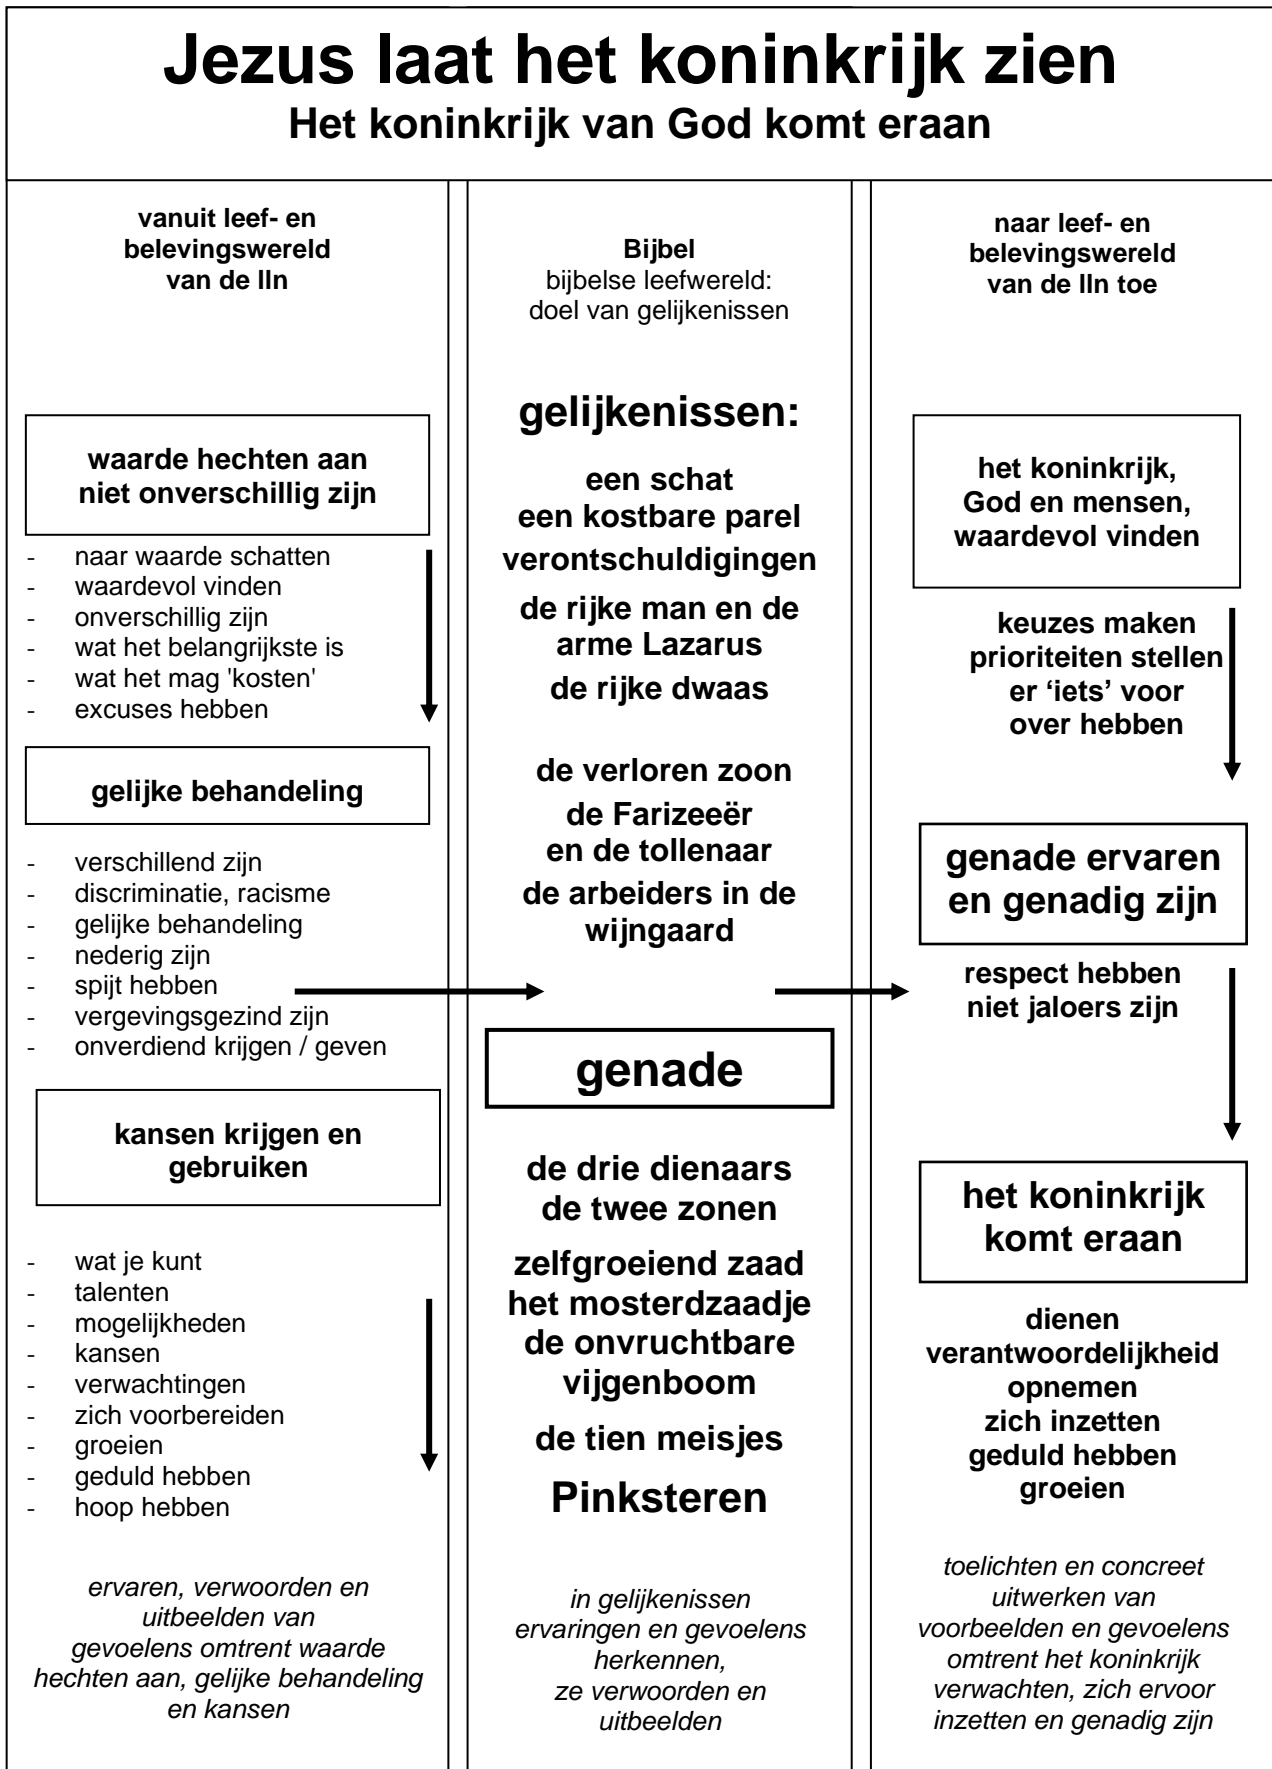 Jezus laat het koninkrijk zien
Het koninkrijk van God komt eraan
vanuit leef- en
belevingswereld
van de lln
waarde hechten aan
niet onverschillig zijn
- naar waarde schatten
- waardevol vinden
- onverschillig zijn
- wat het belangrijkste is
- wat het mag 'kosten'
- excuses hebben
gelijke behandeling
- verschillend zijn
- discriminatie, racisme
- gelijke behandeling
- nederig zijn
- spijt hebben
- vergevingsgezind zijn
- onverdiend krijgen / geven
kansen krijgen en
gebruiken
- wat je kunt
- talenten
- mogelijkheden
- kansen
- verwachtingen
- zich voorbereiden
- groeien
- geduld hebben
- hoop hebben
ervaren, verwoorden en
uitbeelden van
gevoelens omtrent waarde
hechten aan, gelijke behandeling
en kansen
Bijbel
bijbelse leefwereld:
doel van gelijkenissen
gelijkenissen:
een schat
een kostbare parel
verontschuldigingen
de rijke man en de
arme Lazarus
de rijke dwaas
de verloren zoon
de Farizeeër
en de tollenaar
de arbeiders in de
wijngaard
genade
de drie dienaars
de twee zonen
zelfgroeiend zaad
het mosterdzaadje
de onvruchtbare
vijgenboom
de tien meisjes
Pinksteren
in gelijkenissen
ervaringen en gevoelens
herkennen,
ze verwoorden en
uitbeelden
naar leef- en
belevingswereld
van de lln toe
het koninkrijk,
God en mensen,
waardevol vinden
keuzes maken
prioriteiten stellen
er ‘iets’ voor
over hebben
genade ervaren
en genadig zijn
respect hebben
niet jaloers zijn
het koninkrijk
komt eraan
dienen
verantwoordelijkheid
opnemen
zich inzetten
geduld hebben
groeien
toelichten en concreet
uitwerken van
voorbeelden en gevoelens
omtrent het koninkrijk
verwachten, zich ervoor
inzetten en genadig zijn